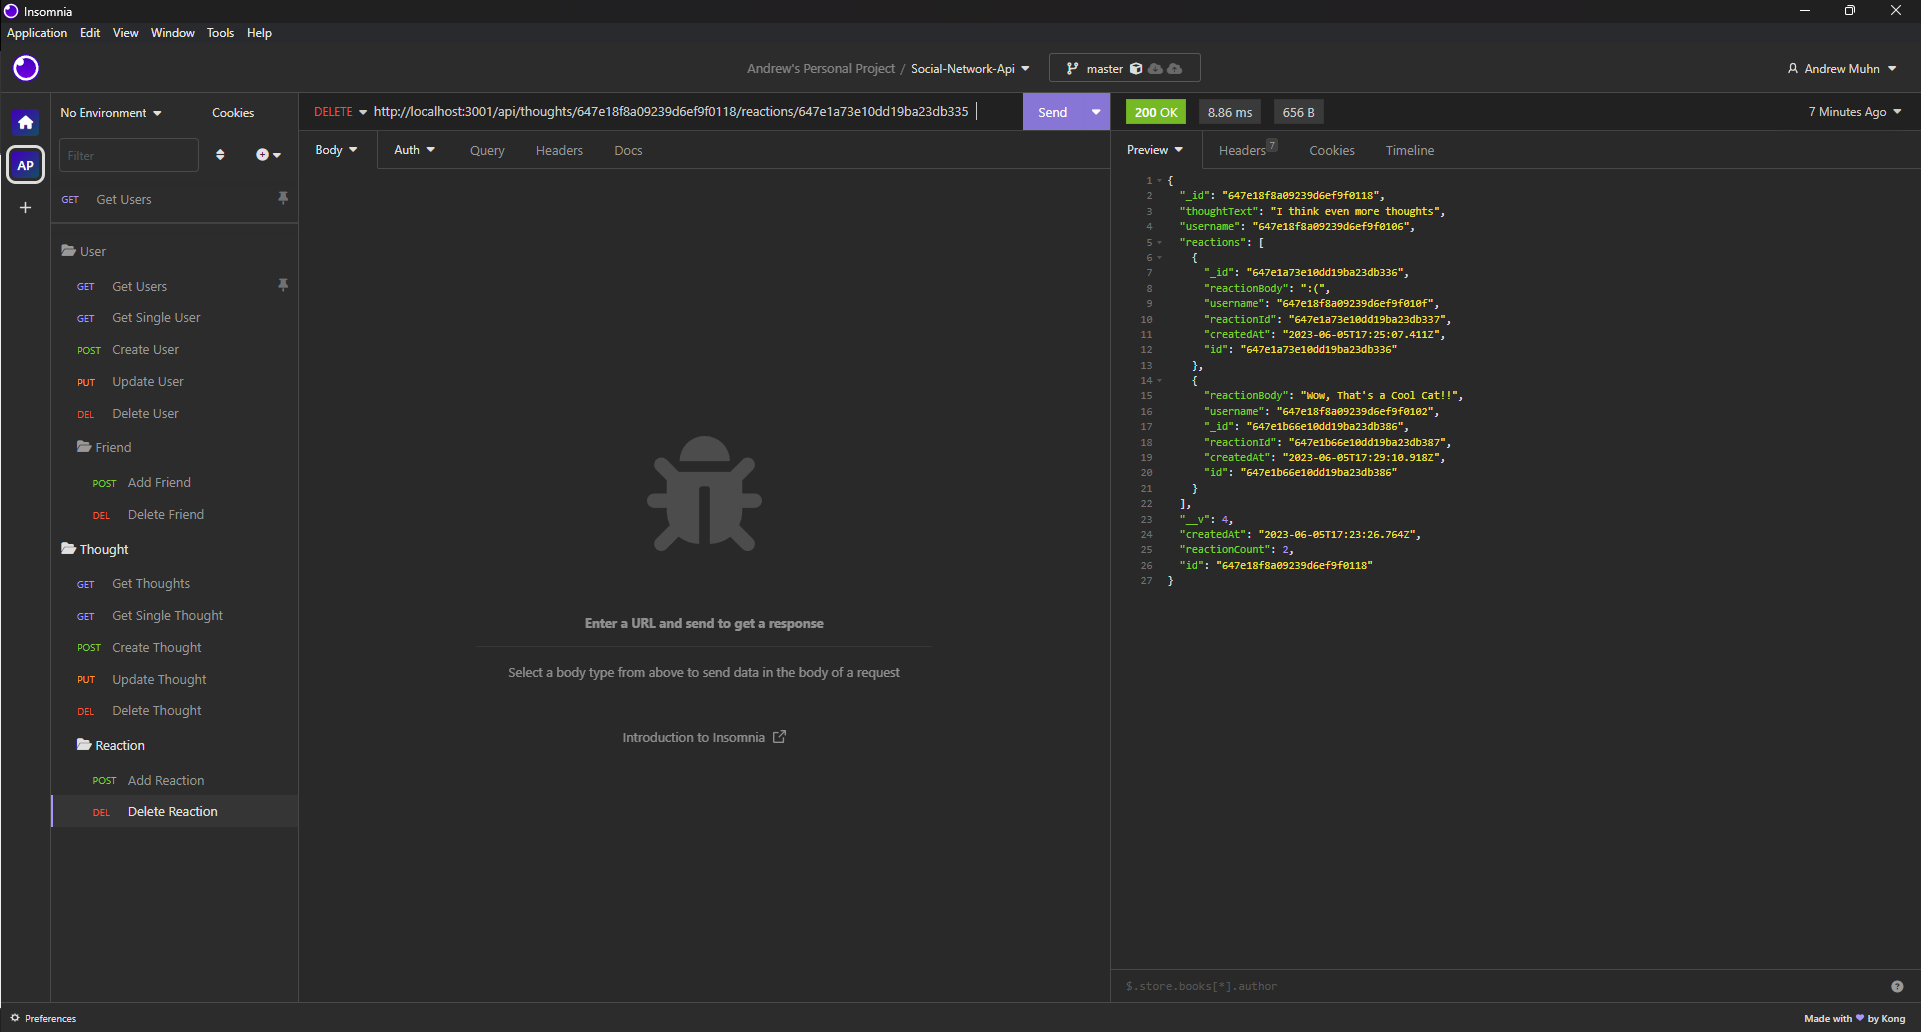 Insomnia
Application Edit View Window Tools Help
Andrew's Personal Project / Social-Network-Api
master
Andrew Muhn
No Environment
Cookies
DELETE http://localhost:3001/api/thoughts/647e18f8a09239d6ef9f0118/reactions/647e1a73e10dd19ba23db335
Send
200 OK 8.86 ms 656 B
7 Minutes Ago
AP
Filter
GET Get Users
User
GET Get Users
GET Get Single User
POST Create User
PUT Update User
DEL Delete User
Friend
POST Add Friend
DEL Delete Friend
Thought
GET Get Thoughts
GET Get Single Thought
POST Create Thought
PUT Update Thought
DEL Delete Thought
Reaction
POST Add Reaction
DEL Delete Reaction
Body Auth Query Headers Docs
Enter a URL and send to get a response
Select a body type from above to send data in the body of a request
Introduction to Insomnia
Preview Headers 7 Cookies Timeline
1 {
2 "_id": "647e18f8a09239d6ef9f0118",
3 "thoughtText": "I think even more thoughts",
4 "username": "647e18f8a09239d6ef9f0106",
5 "reactions": [
6 {
7 "_id": "647e1a73e10dd19ba23db336",
8 "reactionBody": ":(",
9 "username": "647e18f8a09239d6ef9f010f",
10 "reactionId": "647e1a73e10dd19ba23db337",
11 "createdAt": "2023-06-05T17:25:07.411Z",
12 "id": "647e1a73e10dd19ba23db336"
13 },
14 {
15 "reactionBody": "Wow, That's a Cool Cat!!",
16 "username": "647e18f8a09239d6ef9f0102",
17 "_id": "647e1b66e10dd19ba23db386",
18 "reactionId": "647e1b66e10dd19ba23db387",
19 "createdAt": "2023-06-05T17:29:10.918Z",
20 "id": "647e1b66e10dd19ba23db386"
21 }
22 ],
23 "__v": 4,
24 "createdAt": "2023-06-05T17:23:26.764Z",
25 "reactionCount": 2,
26 "id": "647e18f8a09239d6ef9f0118"
27 }
$.store.books[*].author
Preferences
Made with by Kong